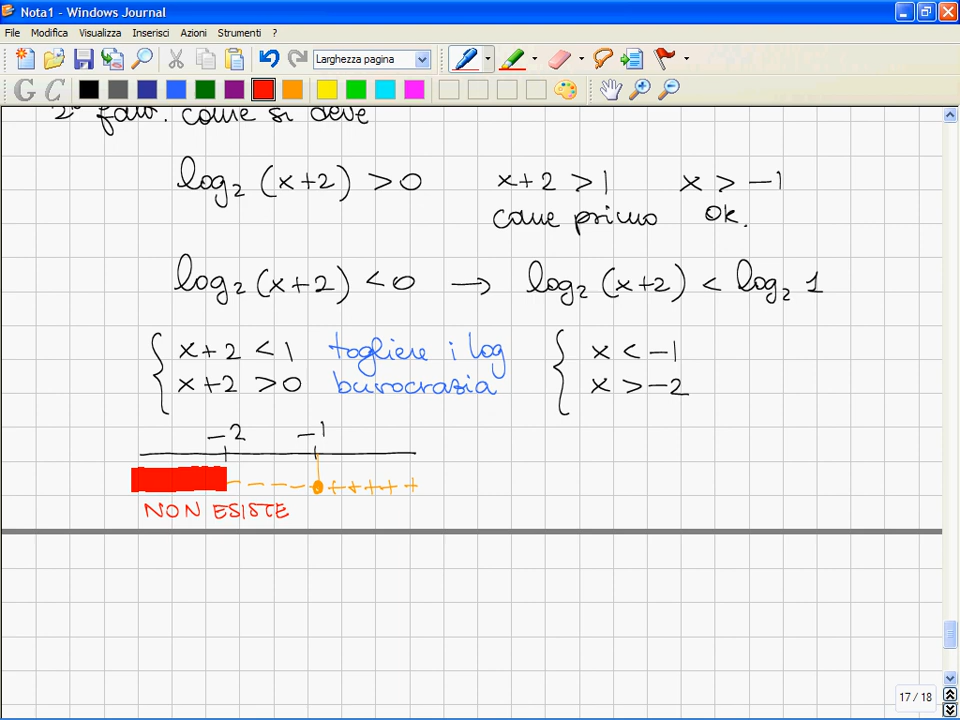 Nota1 - Windows Journal
File Modifica Visualizza Inserisci Azioni Strumenti ?
Larghezza pagina
2° fatt. come si deve
log₂ (x+2) > 0 x+2 > 1 x > -1
come primo ok.
log₂ (x+2) < 0 → log₂ (x+2) < log₂ 1
x+2 < 1 togliere i log x < -1
x+2 > 0 burocrazia x > -2
-2 -1
NON ESISTE
17 / 18